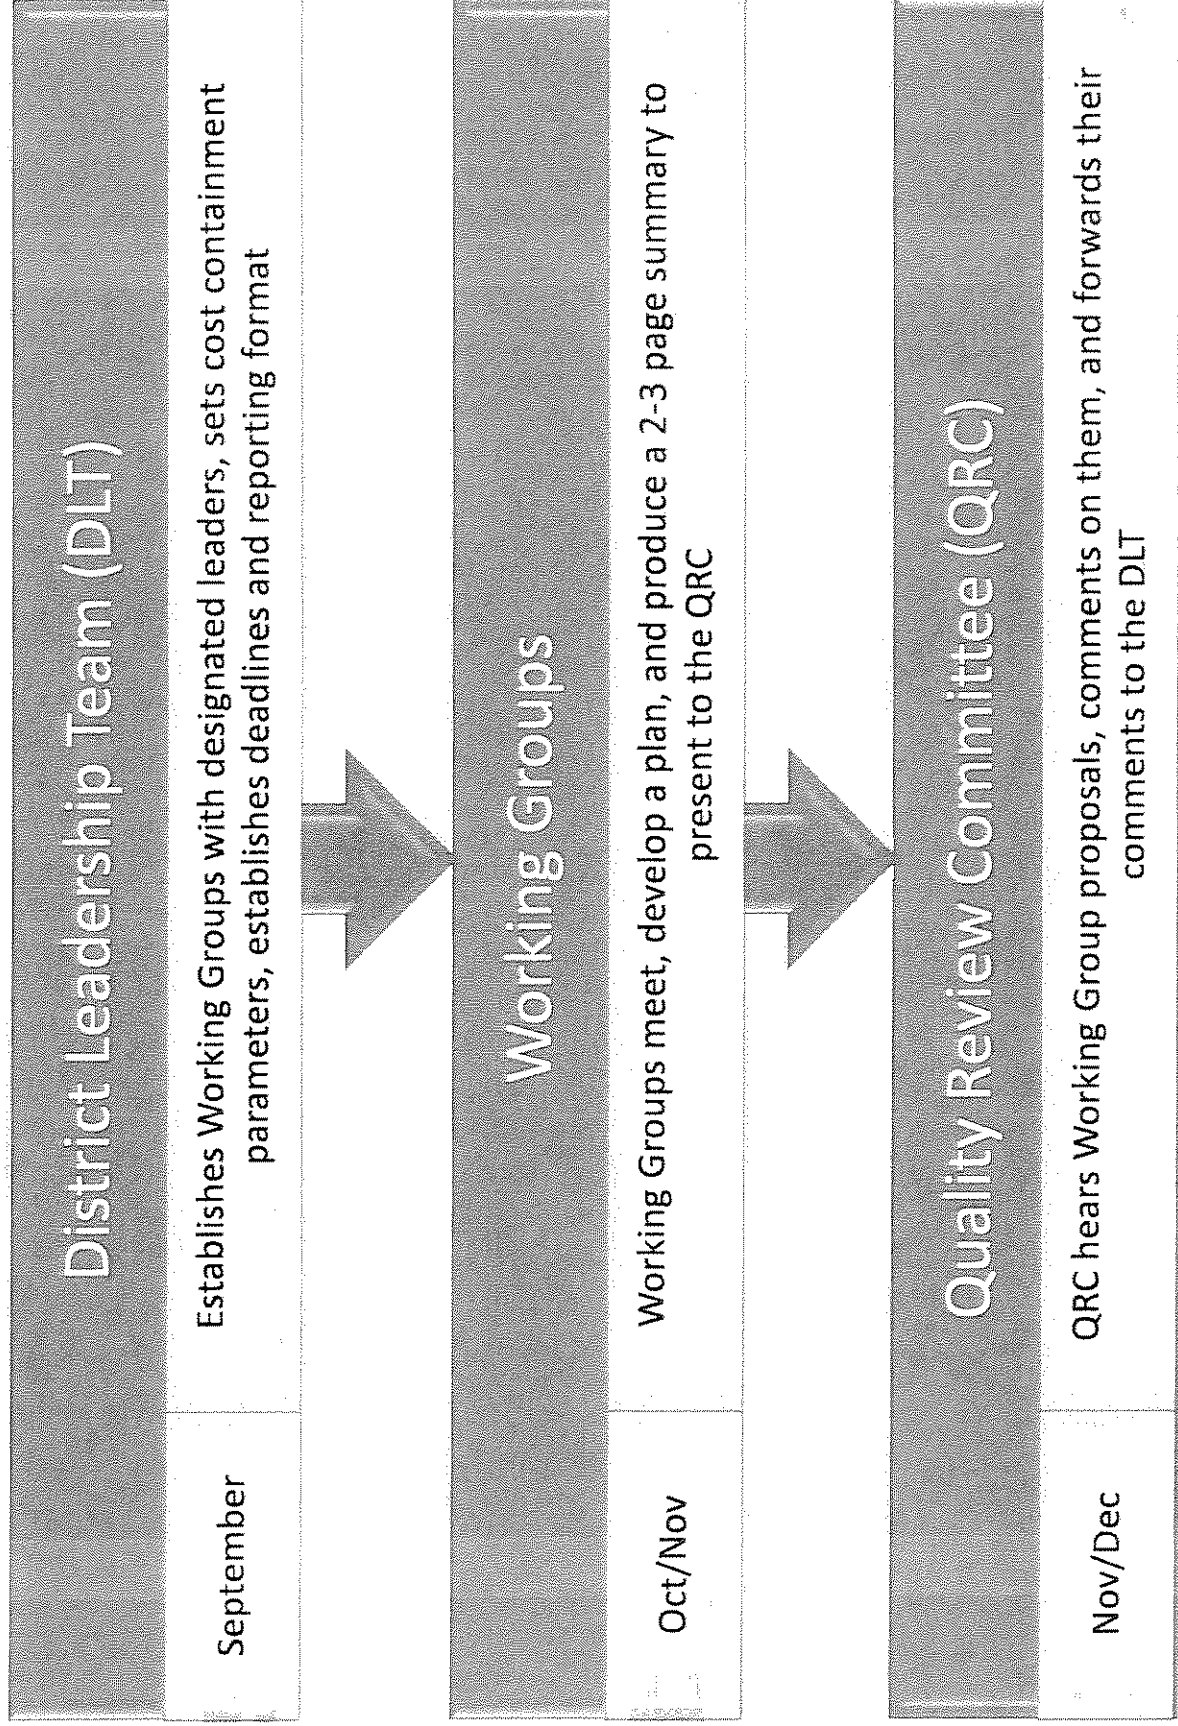 District Leadership Team (DLT)
September
Establishes Working Groups with designated leaders, sets cost containment
parameters, establishes deadlines and reporting format
Working Groups
Oct/Nov
Working Groups meet, develop a plan, and produce a 2-3 page summary to
present to the QRC
Quality Review Committee (QRC)
Nov/Dec
QRC hears Working Group proposals, comments on them, and forwards their
comments to the DLT